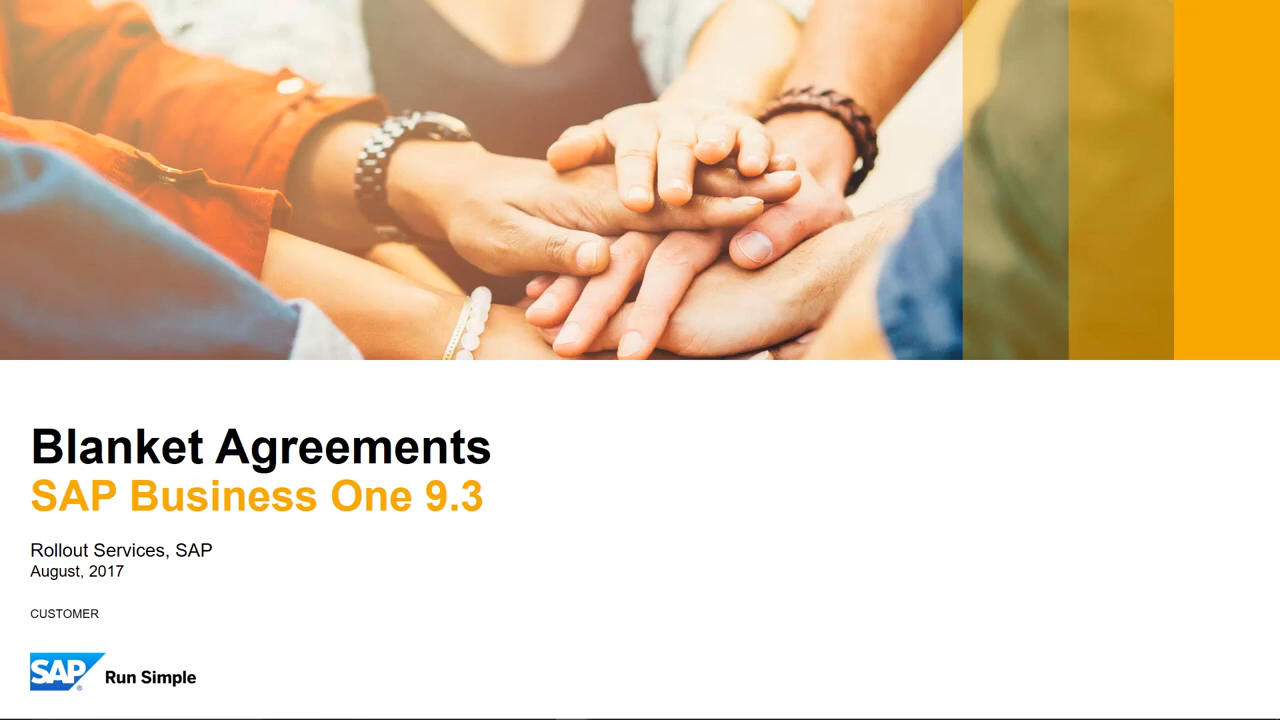 Blanket Agreements
SAP Business One 9.3
Rollout Services, SAP
August, 2017
CUSTOMER
SAP® Run Simple